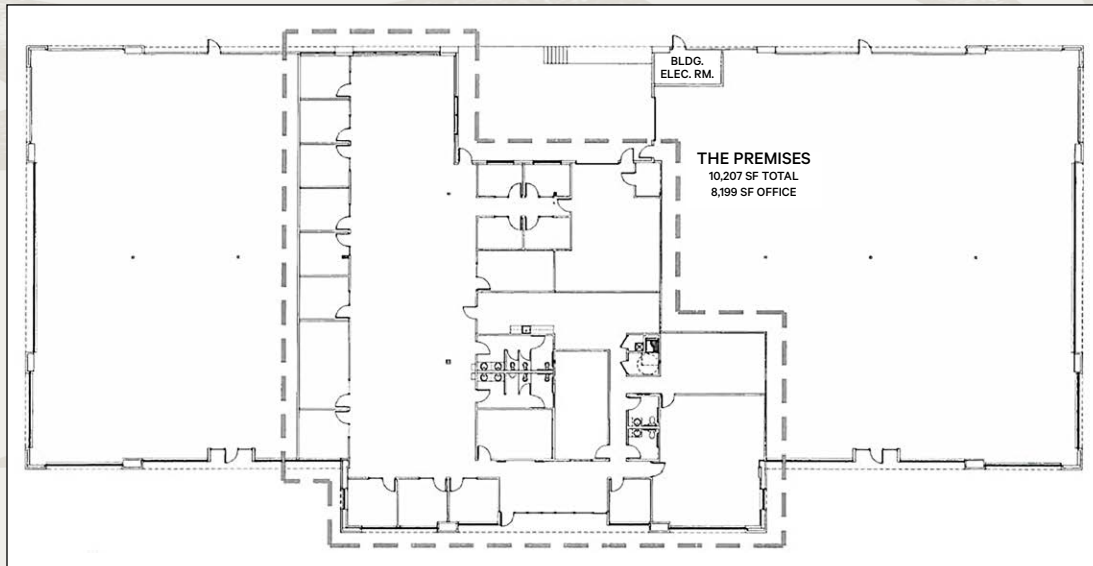 BLDG.
ELEC. RM.
THE PREMISES
10,207 SF TOTAL
8,199 SF OFFICE